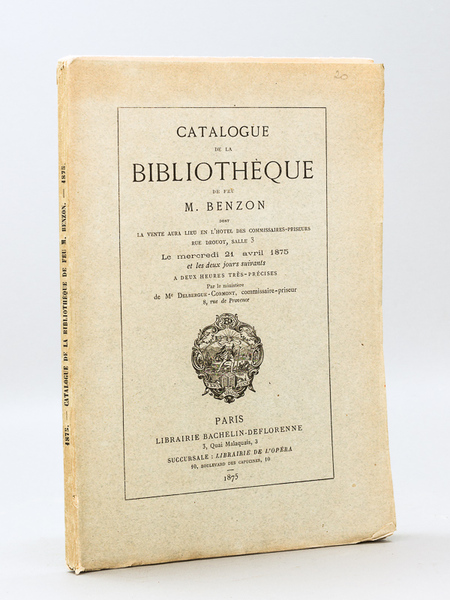 20
CATALOGUE
DE LA
BIBLIOTHÈQUE
DE FEU
M. BENZON
DONT
LA VENTE AURA LIEU EN L'HOTEL DES COMMISSAIRES-PRISEURS
RUE DROUOT, SALLE 3
Le mercredi 21 avril 1875
et les deux jours suivants
A DEUX HEURES TRÈS-PRÉCISES
Par le ministère
de Me DELBERGUE-CORMONT, commissaire-priseur
8, rue de Provence
PARIS
LIBRAIRIE BACHELIN-DEFLORENNE
3, Quai Malaquais, 3
SUCCURSALE : LIBRAIRIE DE L'OPÉRA
10, BOULEVARD DES CAPUCINES, 10
1875
1875. — CATALOGUE DE LA BIBLIOTHÈQUE DE FEU M. BENZON. — 1875.